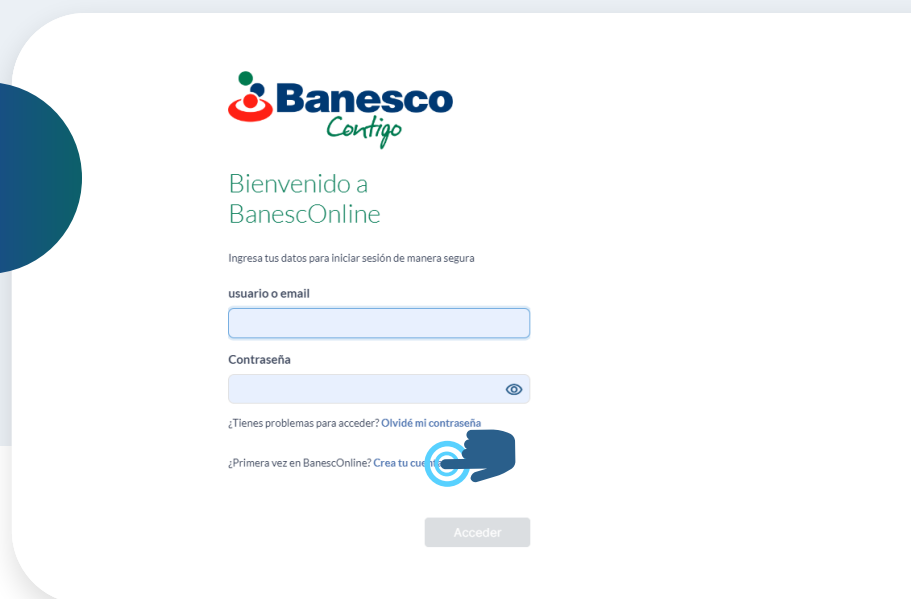 Banesco
Contigo
Bienvenido a
BanescOnline
Ingresa tus datos para iniciar sesión de manera segura
usuario o email
Contraseña
¿Tienes problemas para acceder? Olvidé mi contraseña
¿Primera vez en BanescOnline? Crea tu
Acceder